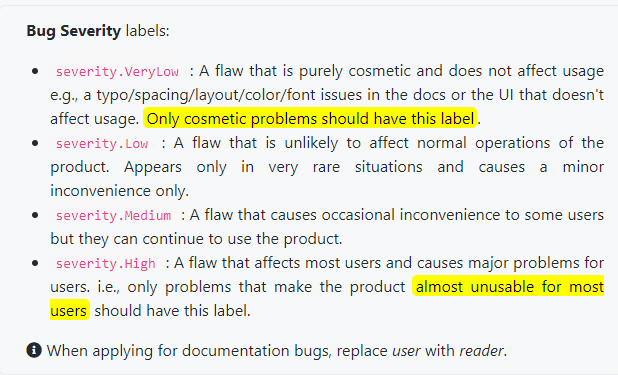 Bug Severity labels:
severity.VeryLow : A flaw that is purely cosmetic and does not affect usage
e.g., a typo/spacing/layout/color/font issues in the docs or the UI that doesn't
affect usage. Only cosmetic problems should have this label.
severity.Low : A flaw that is unlikely to affect normal operations of the
product. Appears only in very rare situations and causes a minor
inconvenience only.
severity.Medium : A flaw that causes occasional inconvenience to some users
but they can continue to use the product.
severity.High : A flaw that affects most users and causes major problems for
users. i.e., only problems that make the product almost unusable for most
users should have this label.
When applying for documentation bugs, replace user with reader.